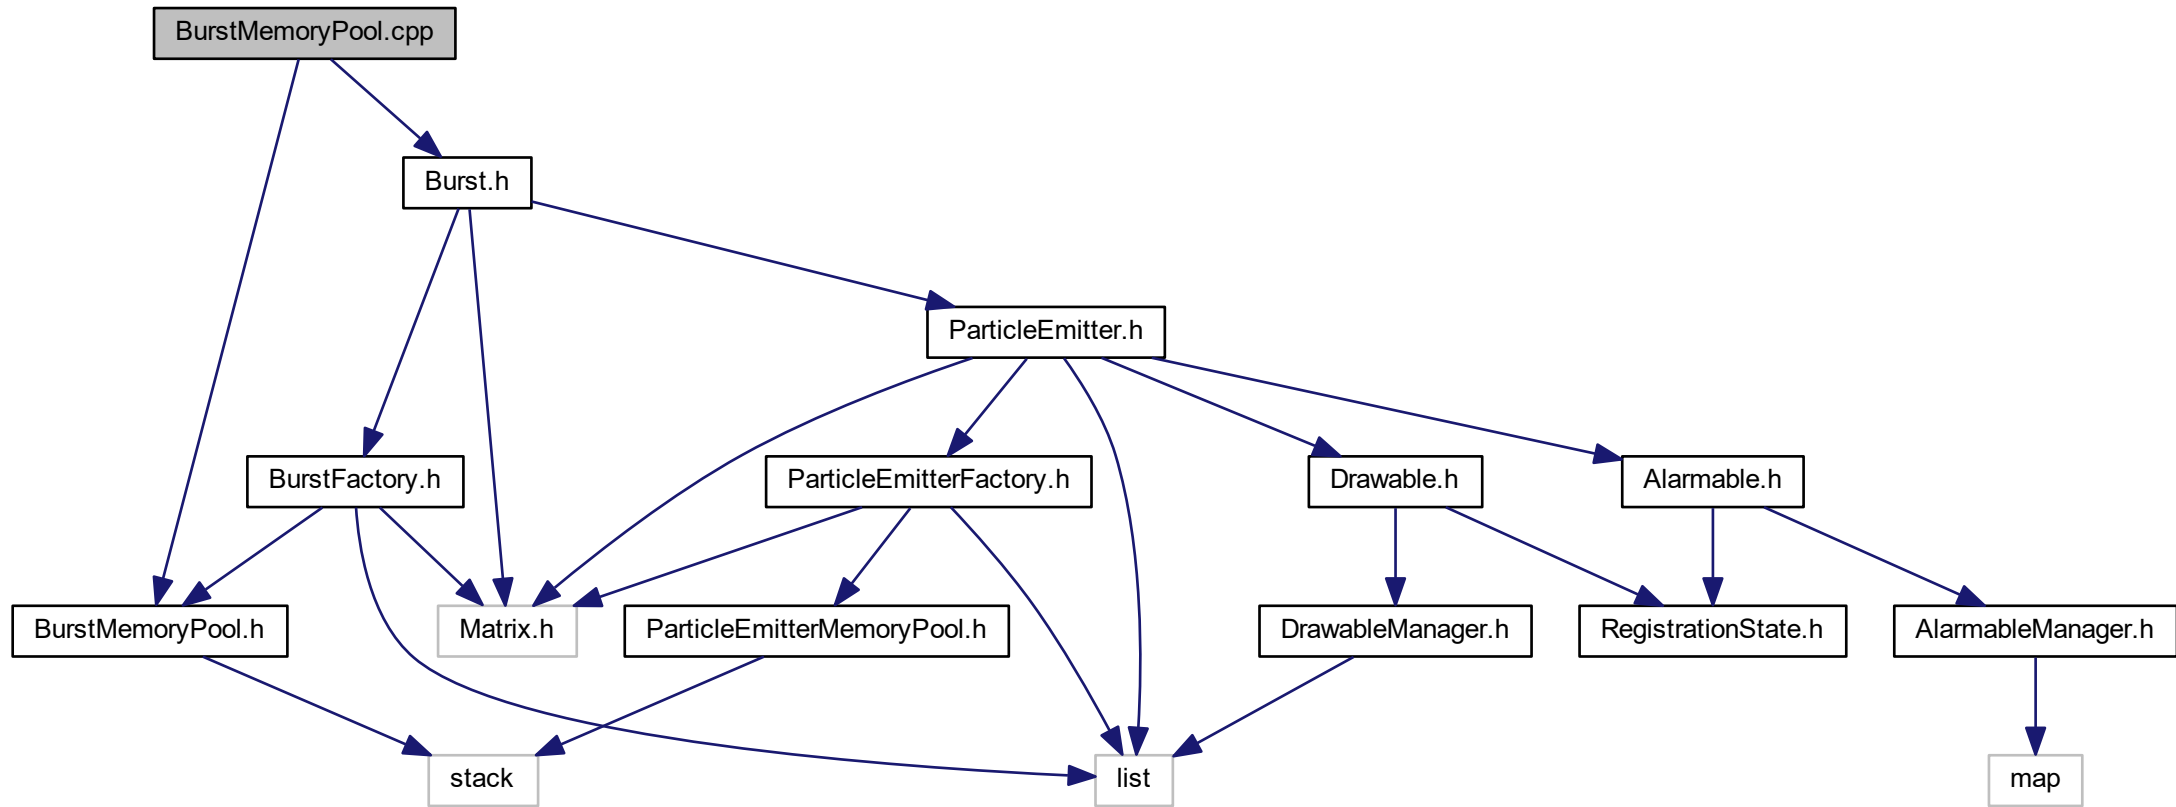 BurstMemoryPool.cpp
Burst.h
ParticleEmitter.h
BurstFactory.h
ParticleEmitterFactory.h
Drawable.h
Alarmable.h
BurstMemoryPool.h
Matrix.h
ParticleEmitterMemoryPool.h
DrawableManager.h
RegistrationState.h
AlarmableManager.h
stack
list
map